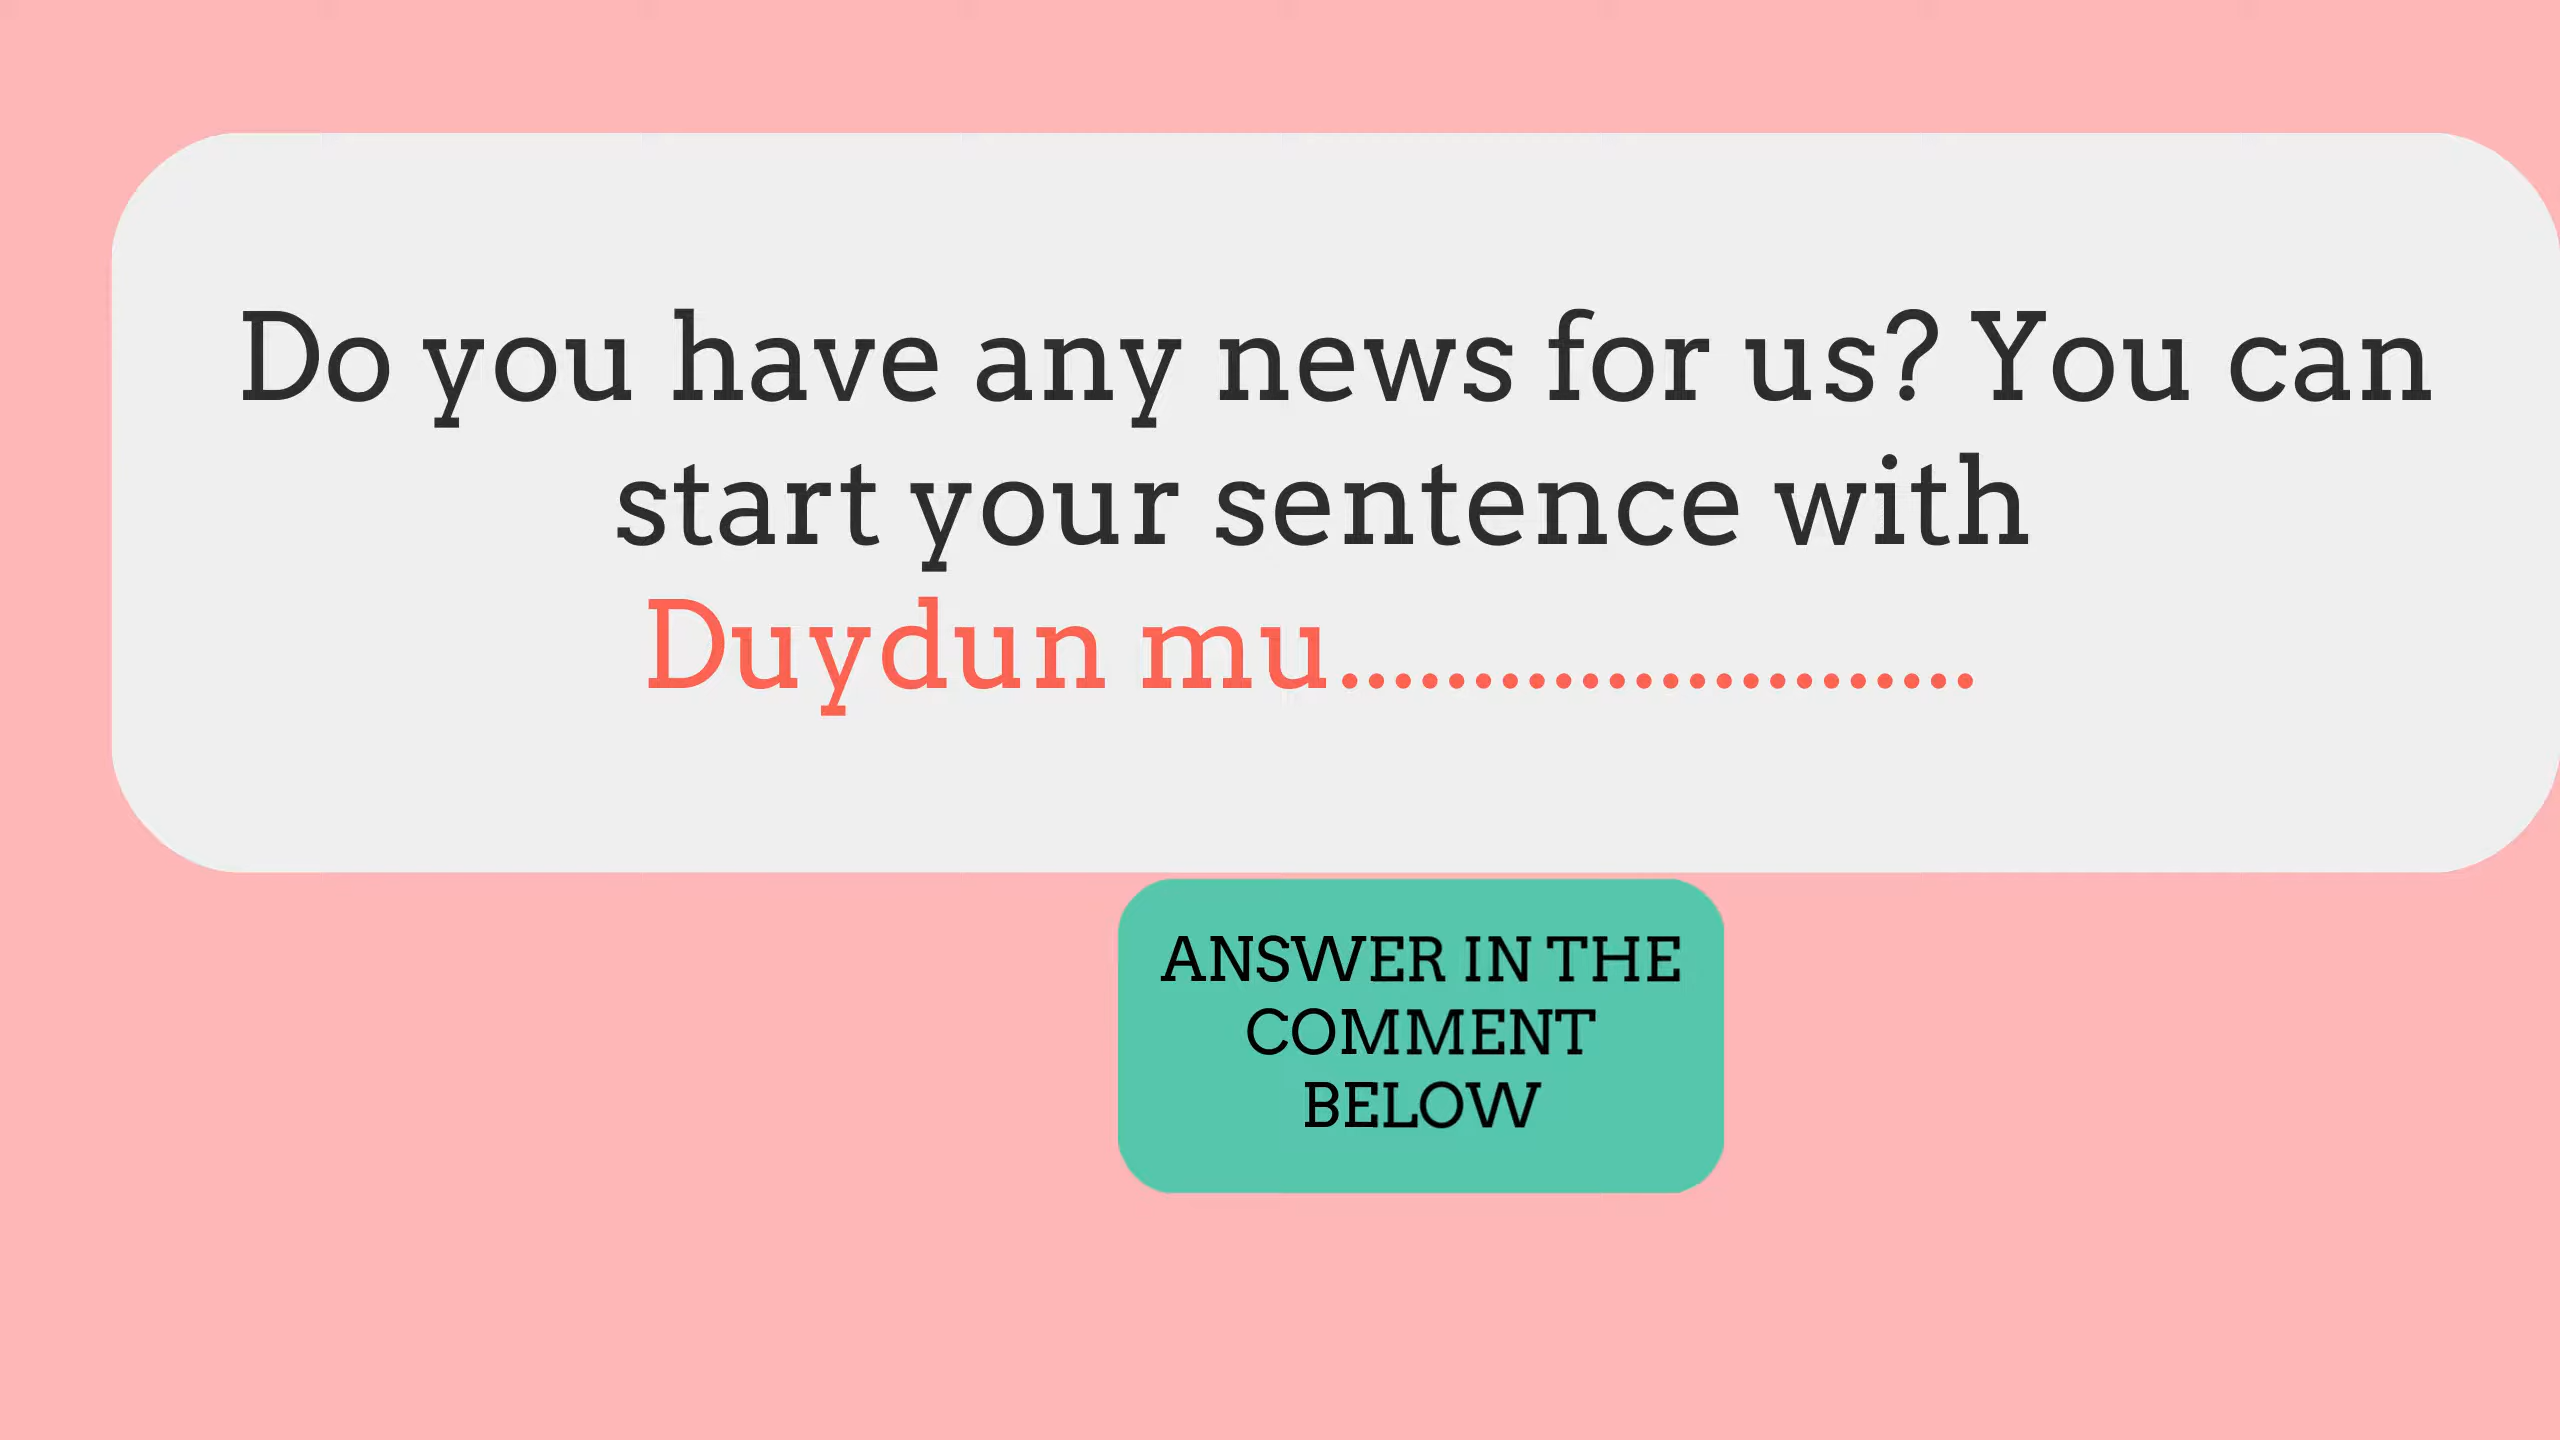 Do you have any news for us? You can
start your sentence with
Duydun mu........................
ANSWER IN THE
COMMENT
BELOW